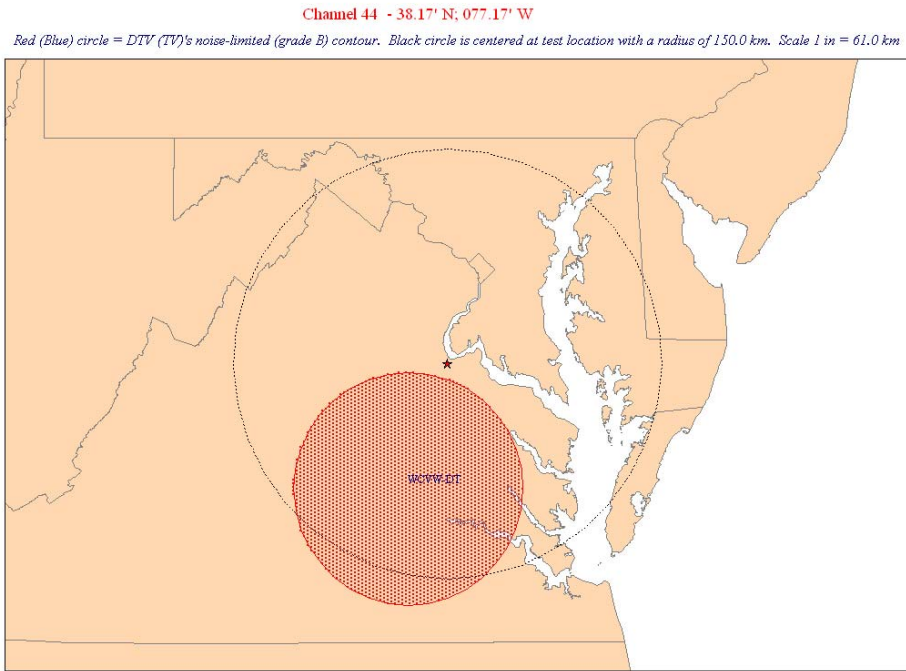 Channel 44 - 38.17' N; 077.17' W
Red (Blue) circle = DTV (TV)'s noise-limited (grade B) contour. Black circle is centered at test location with a radius of 150.0 km. Scale 1 in = 61.0 km
WCVW-DT